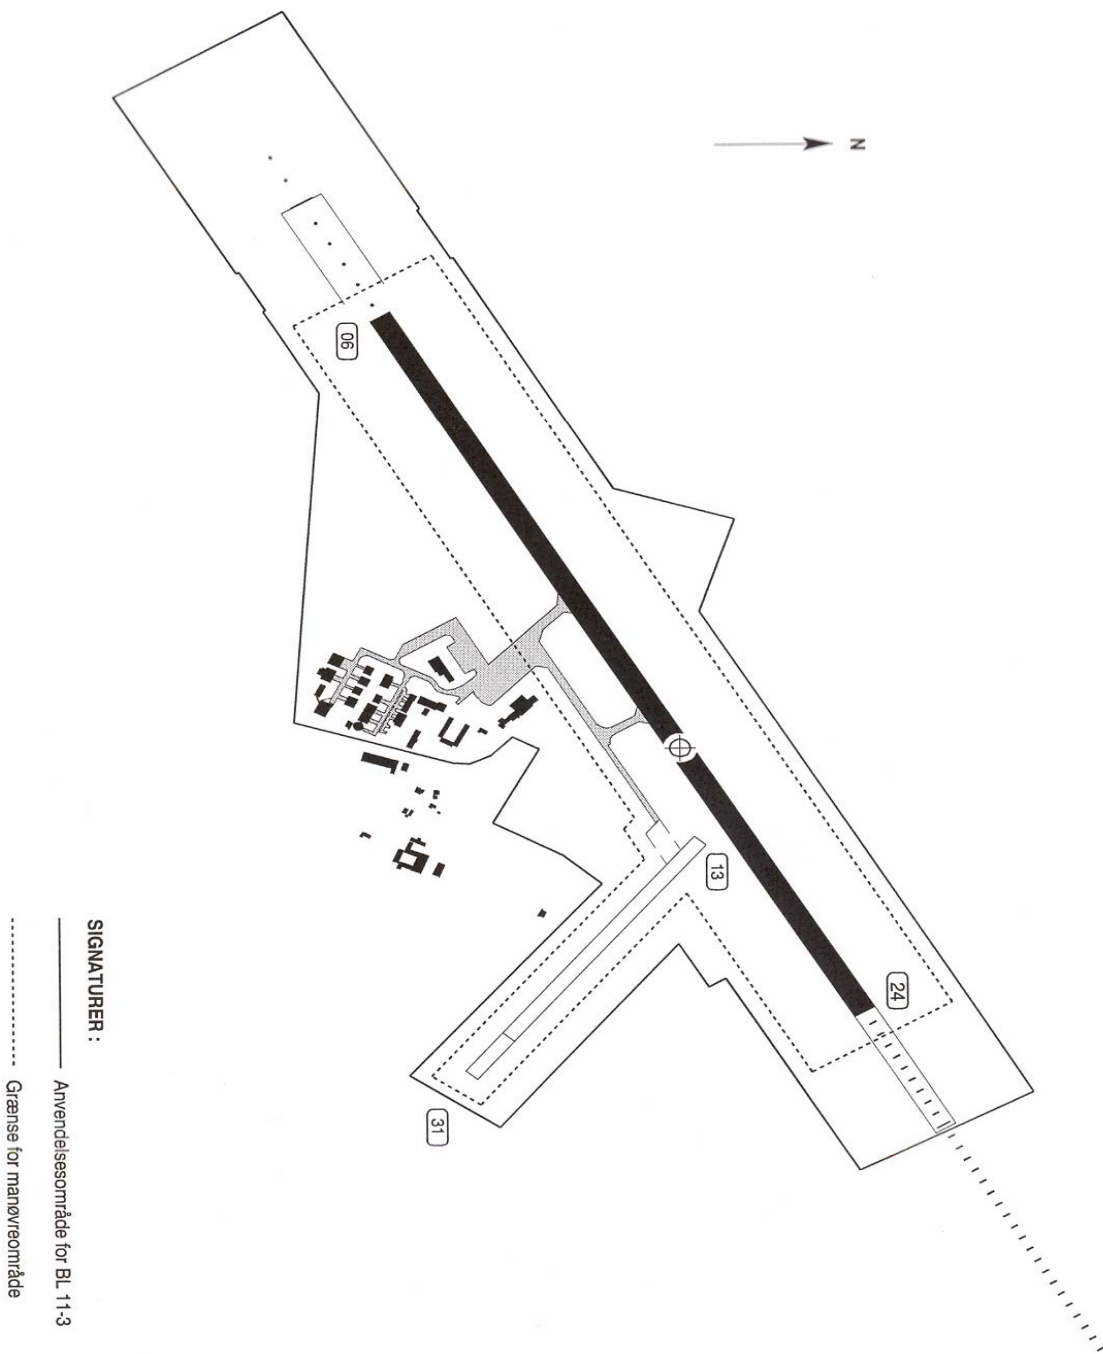 N
06
24
13
31
SIGNATURER :
Anvendelsesområde for BL 11-3
Grænse for manøvreområde